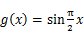 g(x) = sin π/2 x